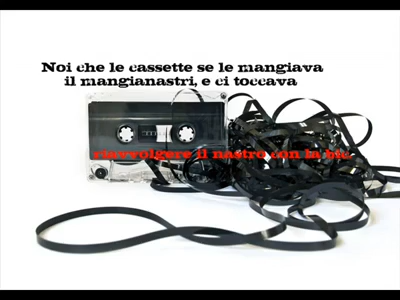 Noi che le cassette se le mangiava
il mangianastri, e ci toccava
riavvolgere il nastro con la bic